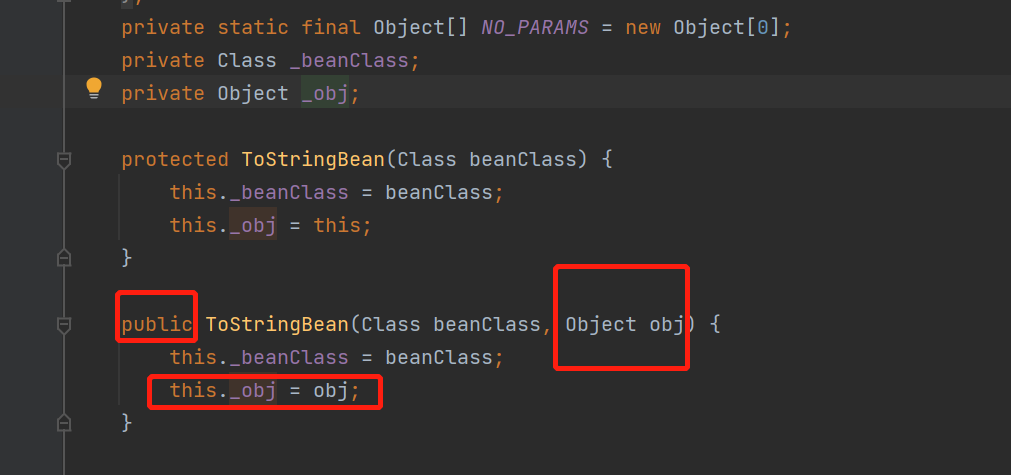 };
private static final Object[] NO_PARAMS = new Object[0];
private Class _beanClass;
private Object _obj;
protected ToStringBean(Class beanClass) {
this._beanClass = beanClass;
this._obj = this;
}
public ToStringBean(Class beanClass, Object obj) {
this._beanClass = beanClass;
this._obj = obj;
}